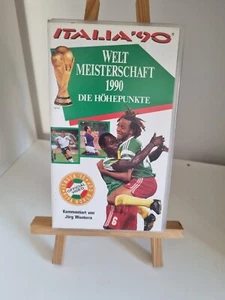 ITALIA '90
WELT
MEISTERSCHAFT
1990
DIE HÖHEPUNKTE
Kommentiert von
Jörg Wontorra